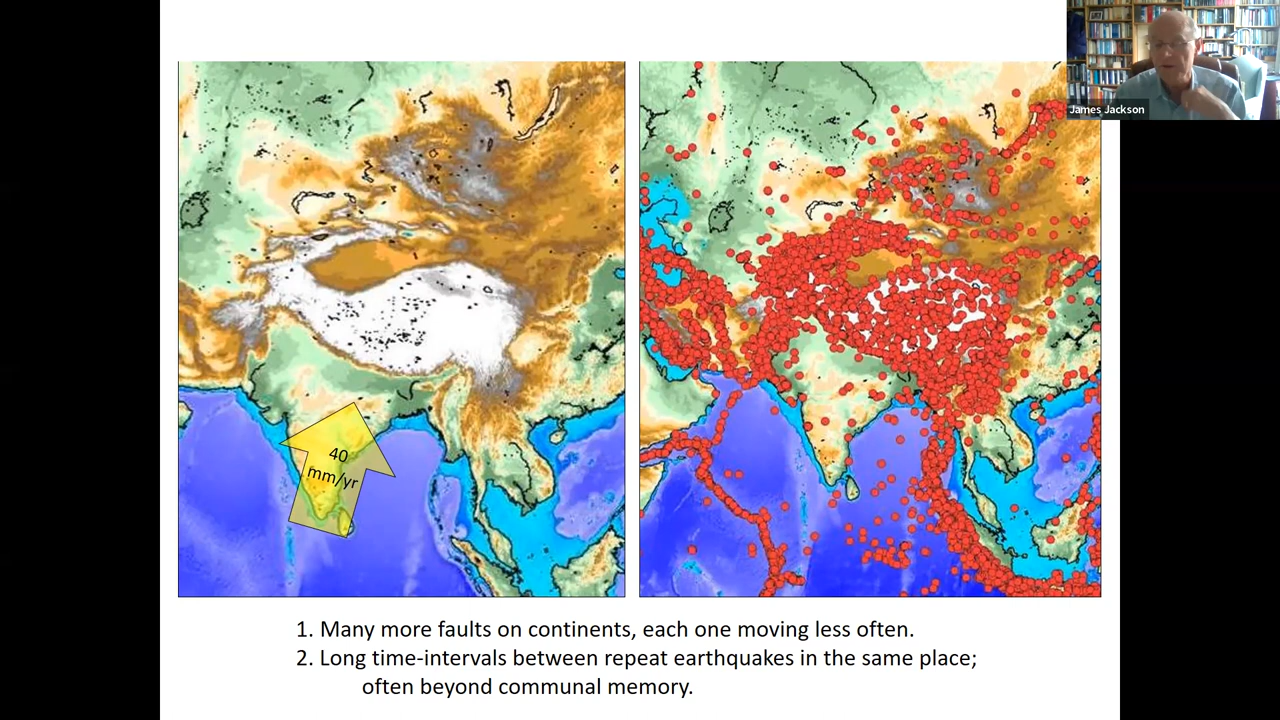 James Jackson
40
mm/yr
1. Many more faults on continents, each one moving less often.
2. Long time-intervals between repeat earthquakes in the same place;
often beyond communal memory.